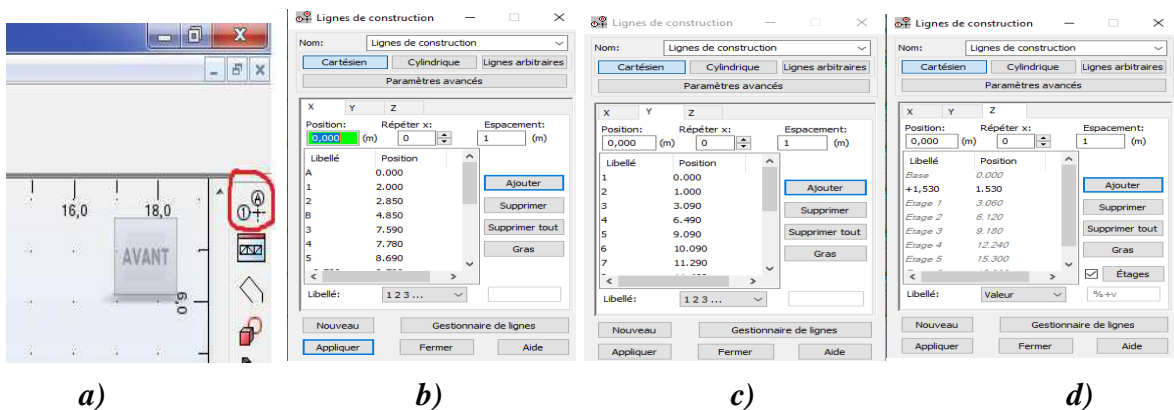 16,0 18,0
AVANT
A
1
0,9
a)
Lignes de construction
Nom: Lignes de construction
Cartésien Cylindrique Lignes arbitraires
Paramètres avancés
X Y Z
Position: Répéter x: Espacement:
0,000 (m) 0 1 (m)
Libellé Position
A 0.000
1 2.000
2 2.850
B 4.850
3 7.590
4 7.780
5 8.690
Ajouter
Supprimer
Supprimer tout
Gras
Libellé: 1 2 3 ...
Nouveau Gestionnaire de lignes
Appliquer Fermer Aide
b)
Lignes de construction
Nom: Lignes de construction
Cartésien Cylindrique Lignes arbitraires
Paramètres avancés
X Y Z
Position: Répéter x: Espacement:
0,000 (m) 0 1 (m)
Libellé Position
1 0.000
2 1.000
3 3.090
4 6.490
5 9.090
6 10.090
7 11.290
Ajouter
Supprimer
Supprimer tout
Gras
Libellé: 1 2 3 ...
Nouveau Gestionnaire de lignes
Appliquer Fermer Aide
c)
Lignes de construction
Nom: Lignes de construction
Cartésien Cylindrique Lignes arbitraires
Paramètres avancés
X Y Z
Position: Répéter x: Espacement:
0,000 (m) 0 1 (m)
Libellé Position
Base 0.000
+1,530 1.530
Etage 1 3.060
Etage 2 6.120
Etage 3 9.180
Etage 4 12.240
Etage 5 15.300
Ajouter
Supprimer
Supprimer tout
Gras
Étages
Libellé: Valeur %+v
Nouveau Gestionnaire de lignes
Appliquer Fermer Aide
d)